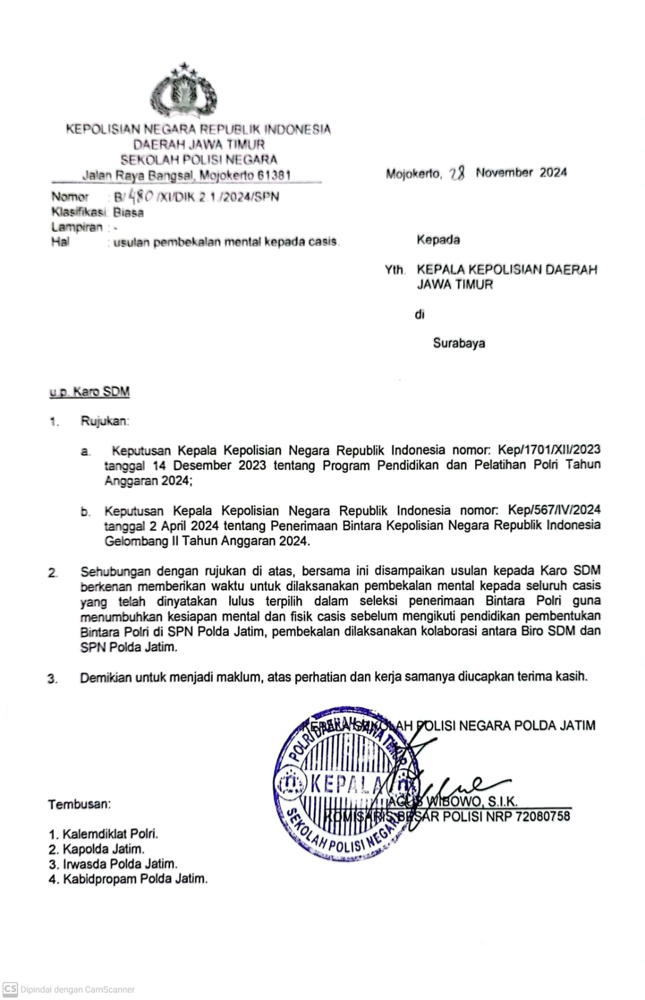 KEPOLISIAN NEGARA REPUBLIK INDONESIA
DAERAH JAWA TIMUR
SEKOLAH POLISI NEGARA
Jalan Raya Bangsal, Mojokerto 61381
Mojokerto, 28 November 2024
Nomor : B/480/XI/DIK.2.1./2024/SPN
Klasifikasi: Biasa
Lampiran : -
Hal : usulan pembekalan mental kepada casis.
Kepada
Yth. KEPALA KEPOLISIAN DAERAH
JAWA TIMUR
di
Surabaya
u.p. Karo SDM
1. Rujukan:
a. Keputusan Kepala Kepolisian Negara Republik Indonesia nomor: Kep/1701/XII/2023
tanggal 14 Desember 2023 tentang Program Pendidikan dan Pelatihan Polri Tahun
Anggaran 2024;
b. Keputusan Kepala Kepolisian Negara Republik Indonesia nomor: Kep/567/IV/2024
tanggal 2 April 2024 tentang Penerimaan Bintara Kepolisian Negara Republik Indonesia
Gelombang II Tahun Anggaran 2024.
2. Sehubungan dengan rujukan di atas, bersama ini disampaikan usulan kepada Karo SDM
berkenan memberikan waktu untuk dilaksanakan pembekalan mental kepada seluruh casis
yang telah dinyatakan lulus terpilih dalam seleksi penerimaan Bintara Polri guna
menumbuhkan kesiapan mental dan fisik casis sebelum mengikuti pendidikan pembentukan
Bintara Polri di SPN Polda Jatim, pembekalan dilaksanakan kolaborasi antara Biro SDM dan
SPN Polda Jatim.
3. Demikian untuk menjadi maklum, atas perhatian dan kerja samanya diucapkan terima kasih.
KEPALA SEKOLAH POLISI NEGARA POLDA JATIM
POLRI DAERAH JAWA TIMUR
KEPALA
SEKOLAH POLISI NEGARA
AGUS WIBOWO, S.I.K.
KOMISARIS BESAR POLISI NRP 72080758
Tembusan:
1. Kalemdiklat Polri.
2. Kapolda Jatim.
3. Irwasda Polda Jatim.
4. Kabidpropam Polda Jatim.
CS Dipindai dengan CamScanner